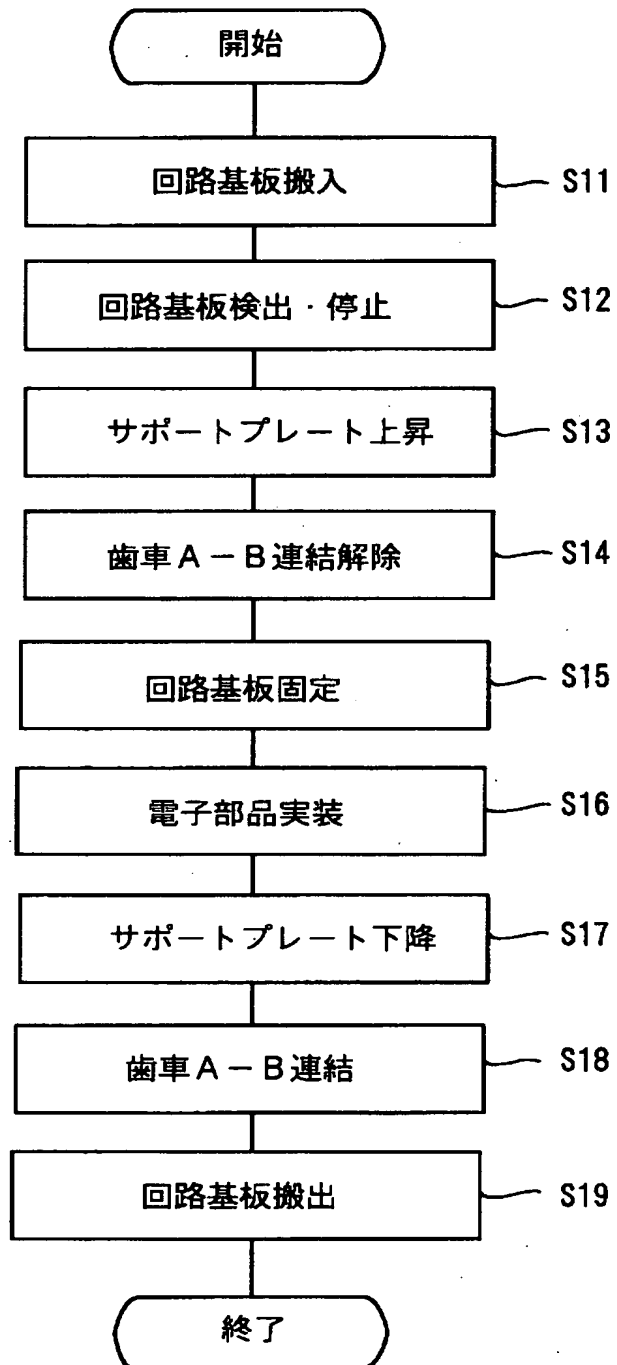 開始
回路基板搬入 S11
回路基板検出・停止 S12
サポートプレート上昇 S13
歯車A-B連結解除 S14
回路基板固定 S15
電子部品実装 S16
サポートプレート下降 S17
歯車A-B連結 S18
回路基板搬出 S19
終了